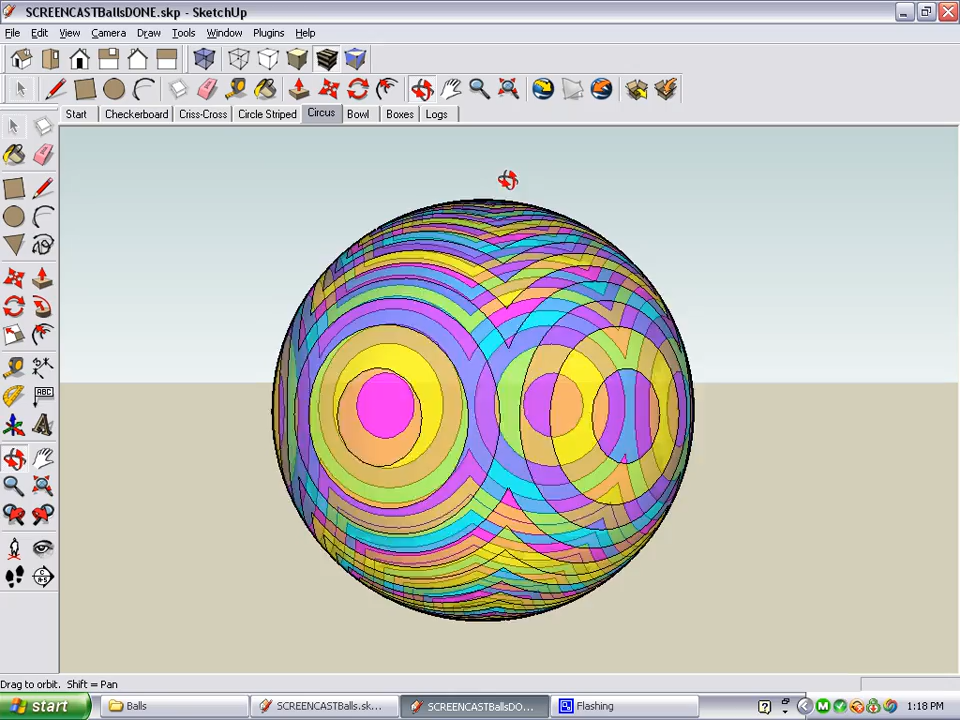 SCREENCASTBallsDONE.skp - SketchUp
File Edit View Camera Draw Tools Window Plugins Help
Start Checkerboard Criss-Cross Circle Striped Circus Bowl Boxes Logs
ABC
Drag to orbit. Shift = Pan
start Balls SCREENCASTBalls.sk... SCREENCASTBallsDO... Flashing 1:18 PM